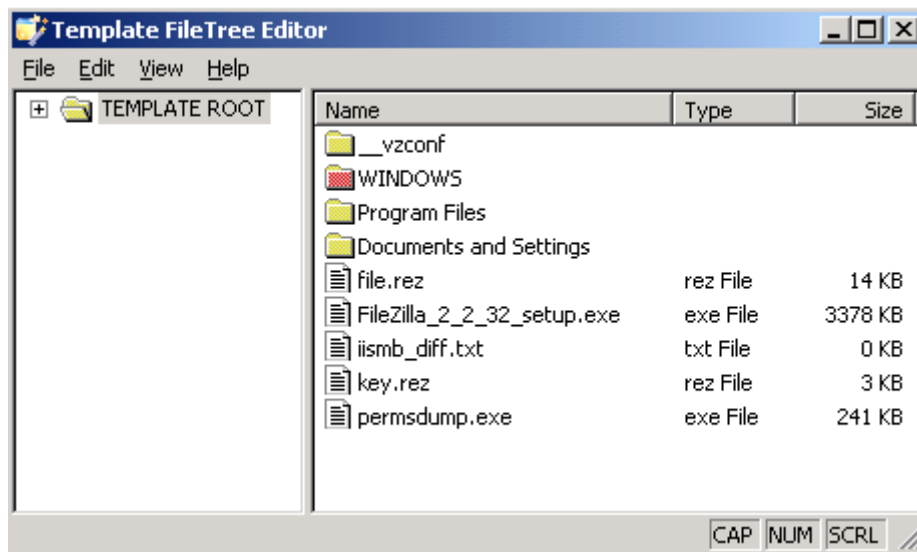 Template FileTree Editor
File Edit View Help
TEMPLATE ROOT
Name Type Size
__vzconf
WINDOWS
Program Files
Documents and Settings
file.rez rez File 14 KB
FileZilla_2_2_32_setup.exe exe File 3378 KB
iismb_diff.txt txt File 0 KB
key.rez rez File 3 KB
permsdump.exe exe File 241 KB
CAP NUM SCRL